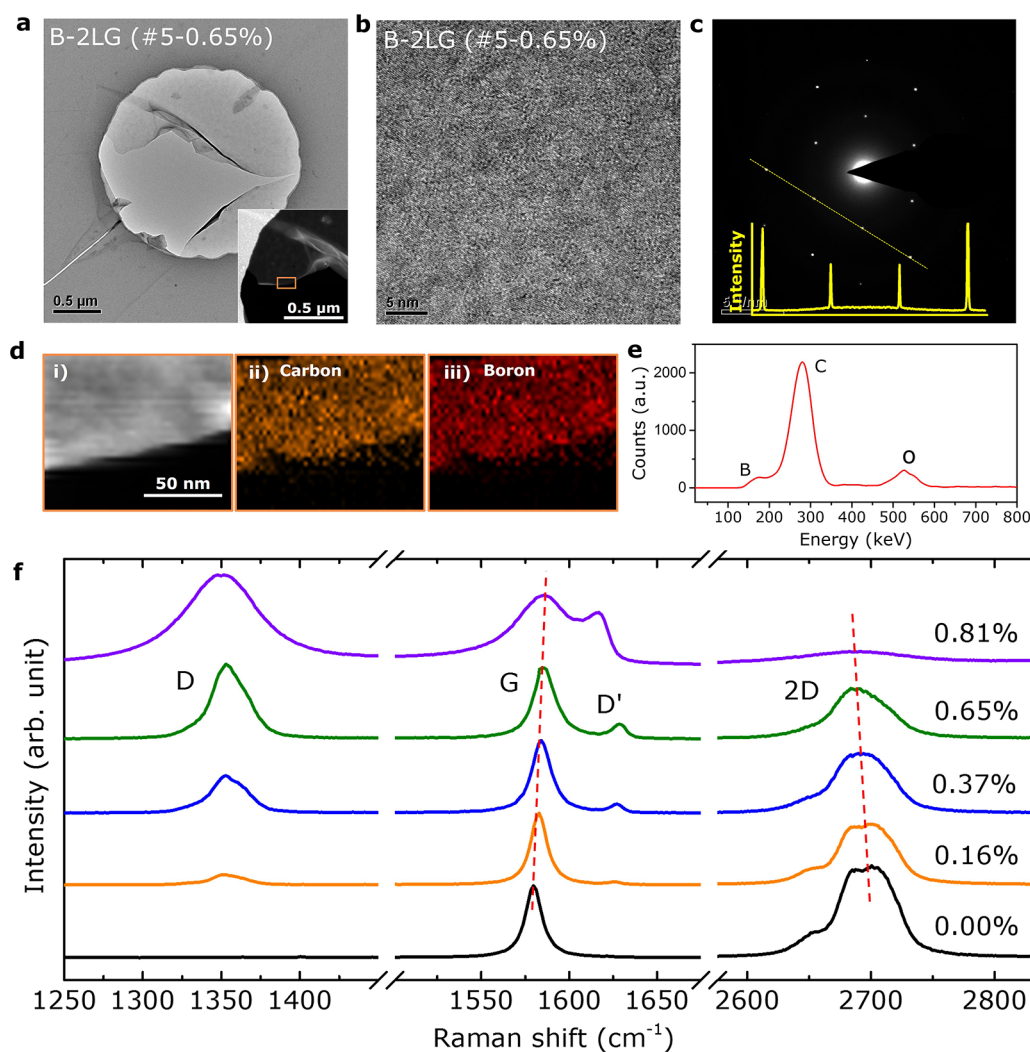 a
B-2LG (#5-0.65%)
0.5 µm
0.5 µm
b
B-2LG (#5-0.65%)
5 nm
c
Intensity
d
i)
50 nm
ii) Carbon
iii) Boron
e
Counts (a.u.)
2000
1000
0
B
C
O
100 200 300 400 500 600 700 800
Energy (keV)
f
Intensity (arb. unit)
D
G
D'
2D
0.81%
0.65%
0.37%
0.16%
0.00%
1250 1300 1350 1400 1550 1600 1650 2600 2700 2800
Raman shift (cm⁻¹)